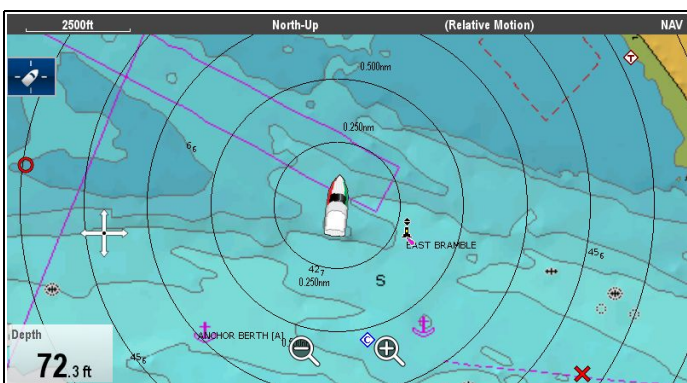 2500ft North-Up (Relative Motion) NAV
0.500nm
T
0.250nm
6₆
EAST BRAMBLE
45₆
42₇
S
0.250nm
ANCHOR BERTH [A]
C
Depth
45₆
72.3 ft